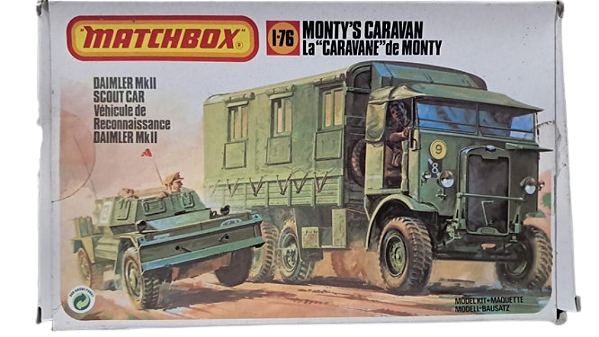 "MATCHBOX"
1-76
MONTY'S CARAVAN
La "CARAVANE" de MONTY
DAIMLER MkII
SCOUT CAR
Véhicule de
Reconnaissance
DAIMLER MkII
9
8
MODEL KIT • MAQUETTE
MODELL-BAUSATZ